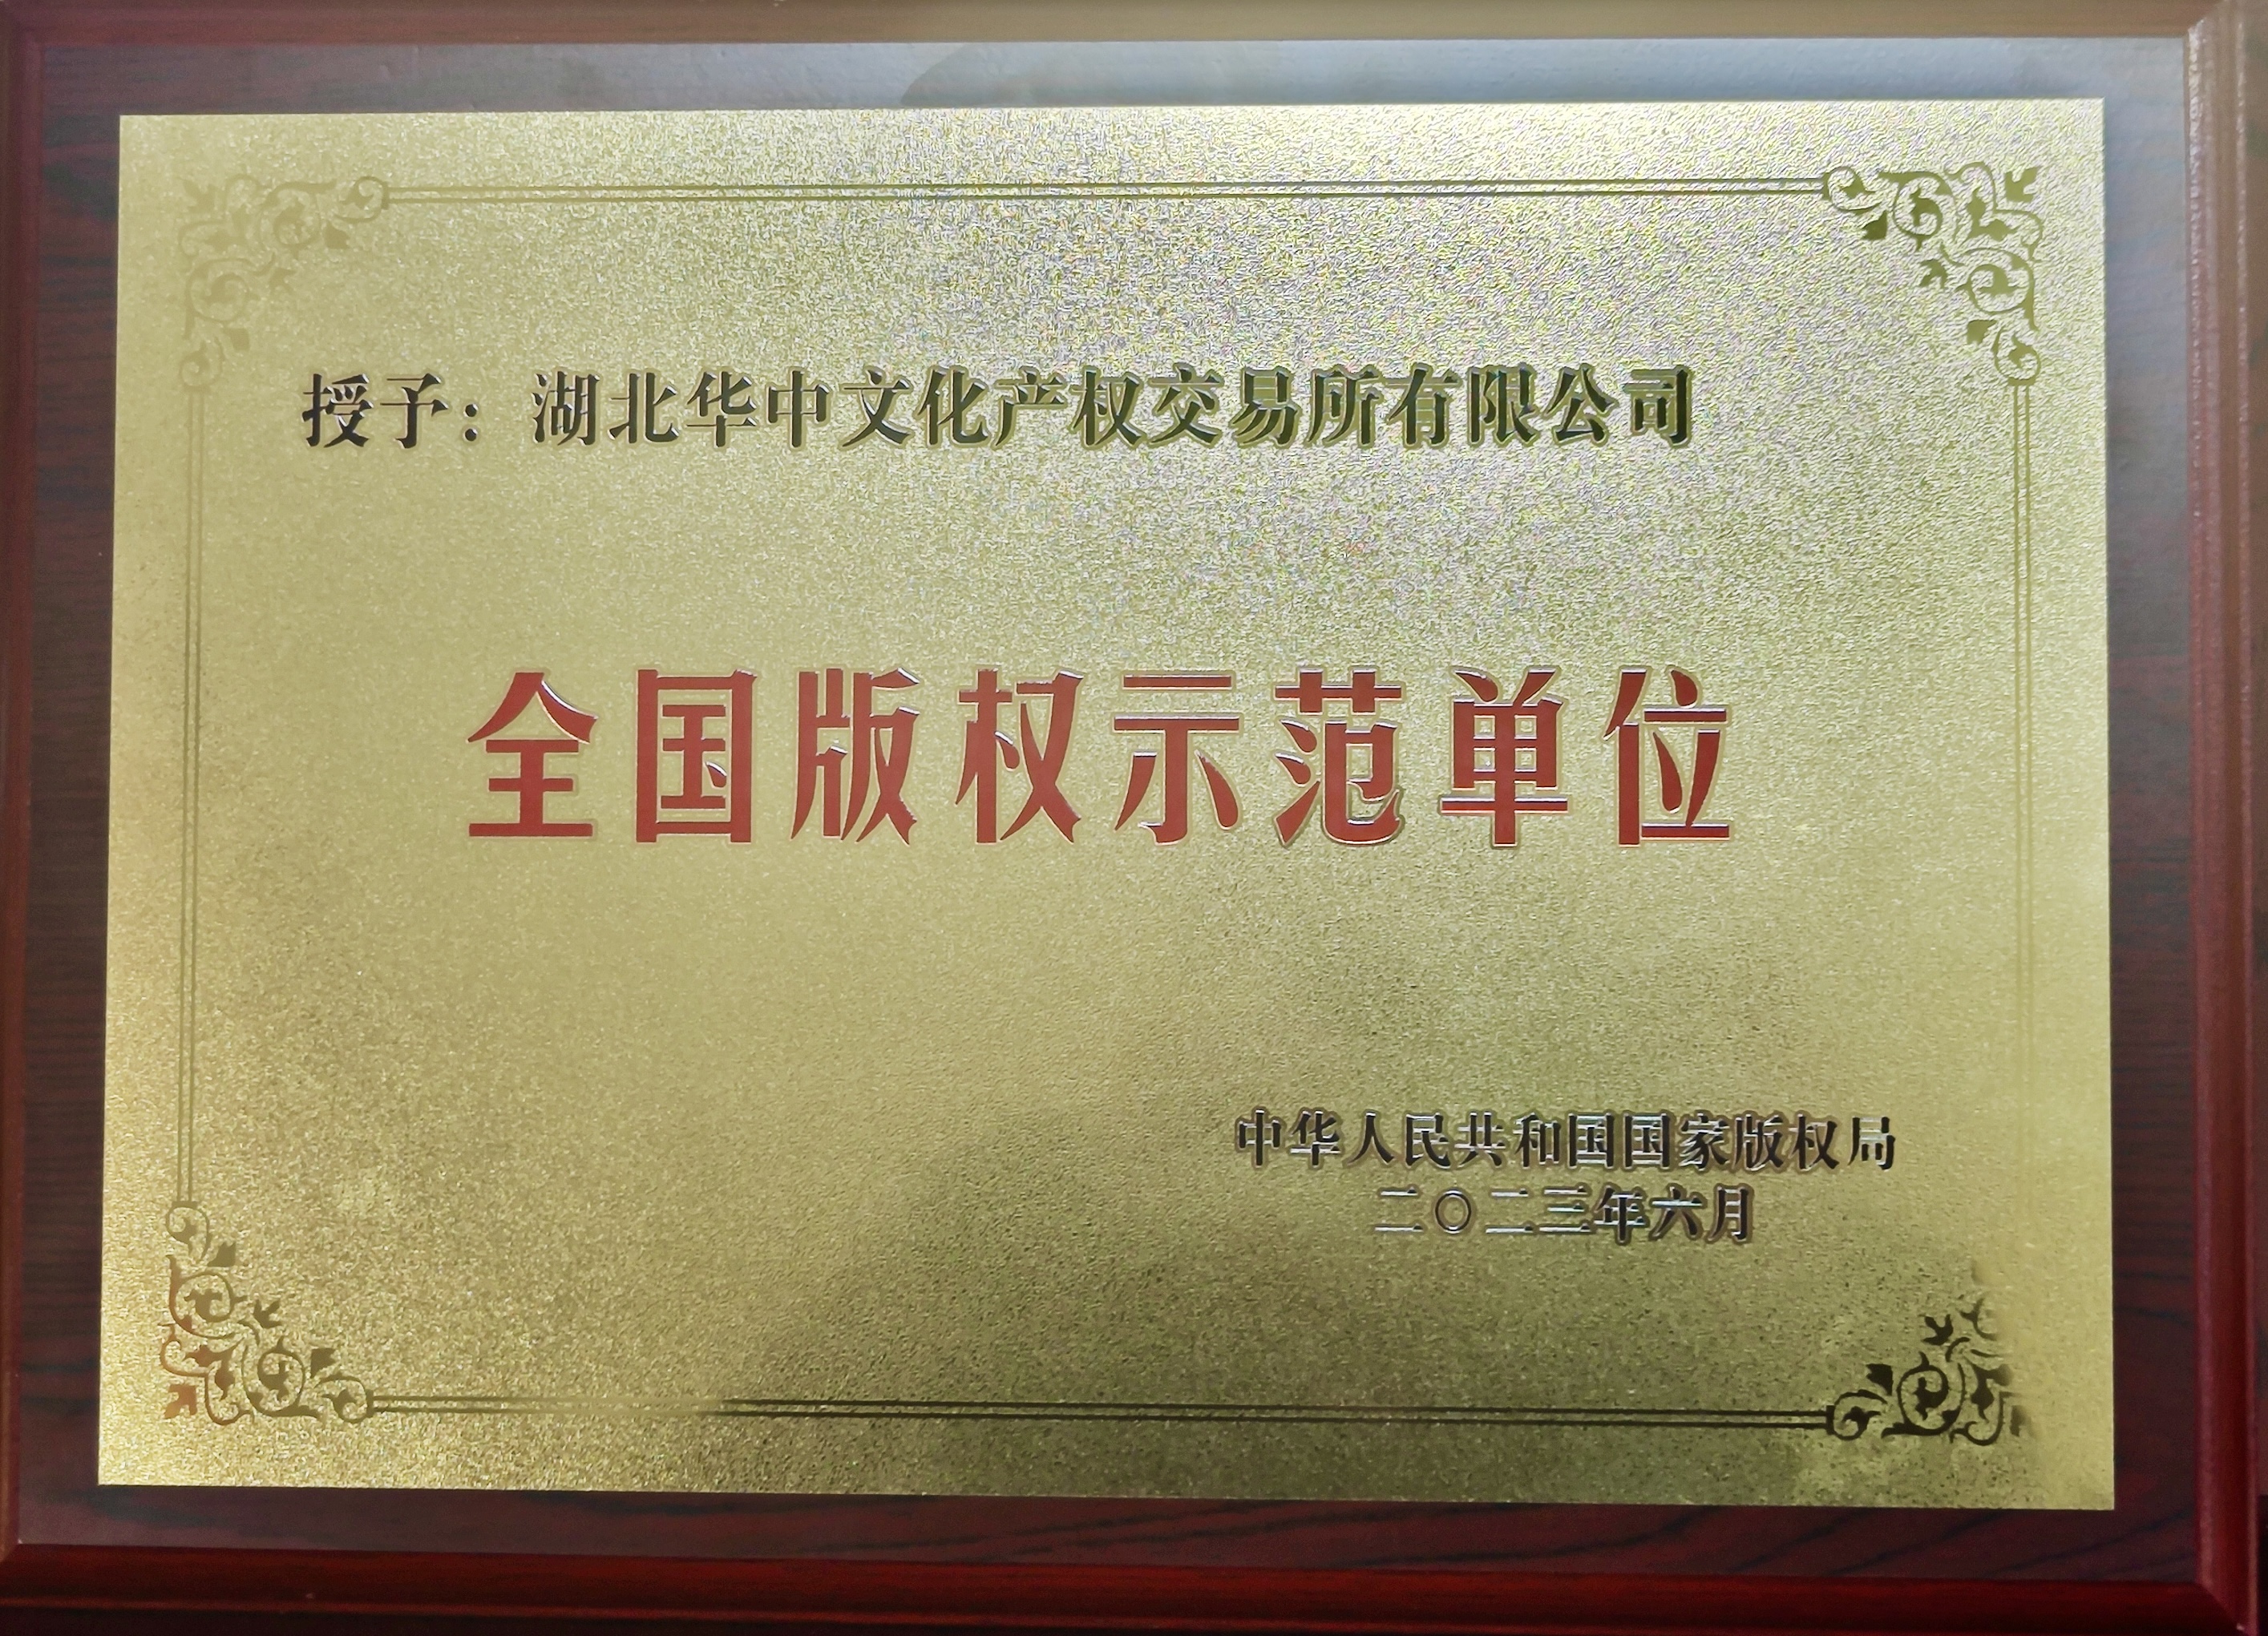 授予：湖北华中文化产权交易所有限公司
全国版权示范单位
中华人民共和国国家版权局
二〇二三年六月